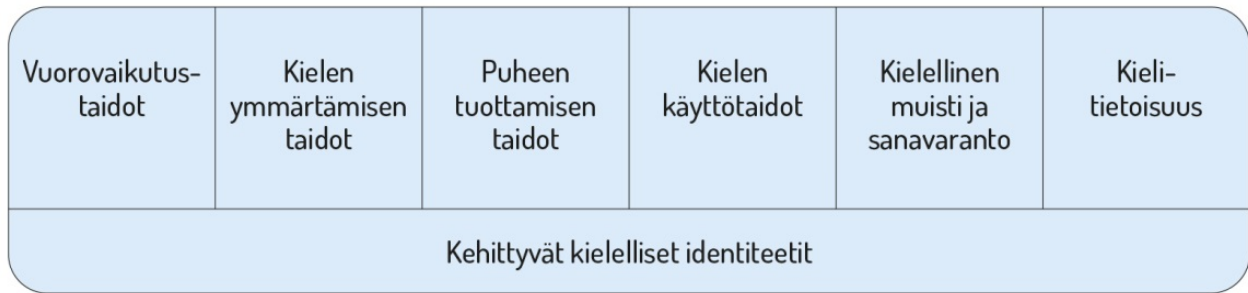 Vuorovaikutus-
taidot
Kielen
ymmärtämisen
taidot
Puheen
tuottamisen
taidot
Kielen
käyttötaidot
Kielellinen
muisti ja
sanavaranto
Kieli-
tietoisuus
Kehittyvät kielelliset identiteetit